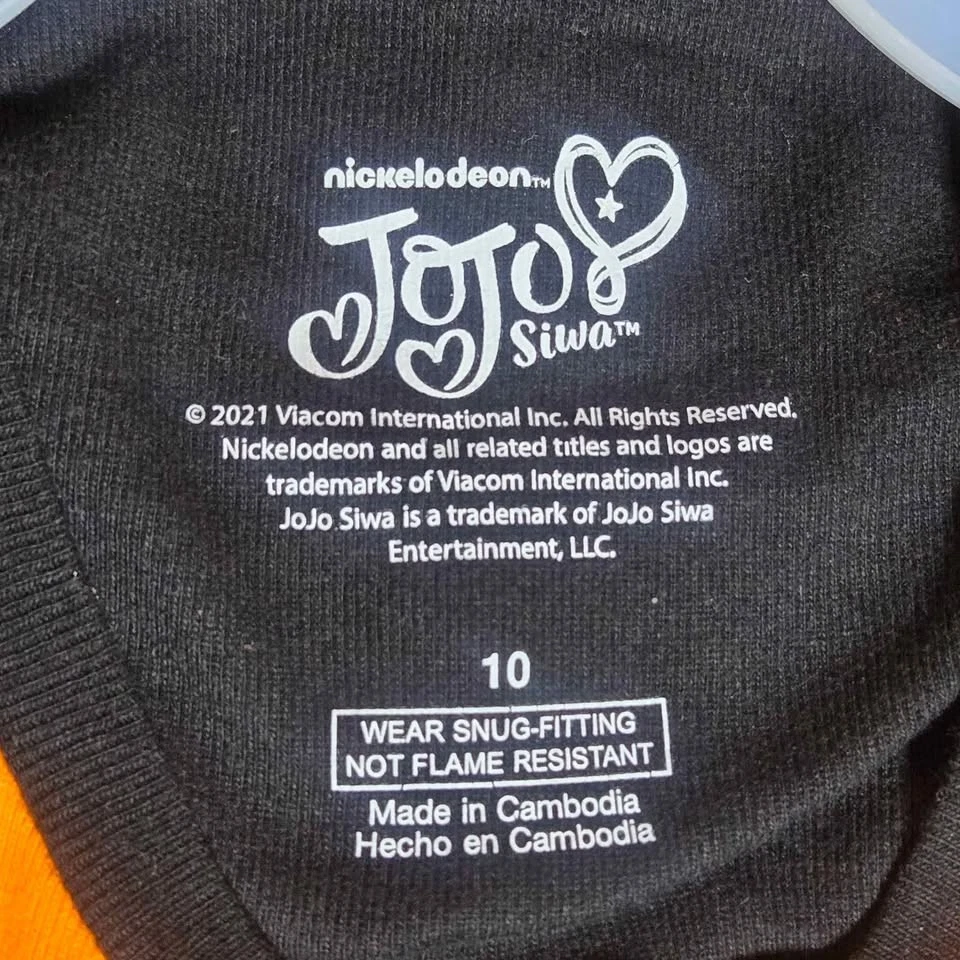 nickelodeon™
JoJo
Siwa™
© 2021 Viacom International Inc. All Rights Reserved.
Nickelodeon and all related titles and logos are
trademarks of Viacom International Inc.
JoJo Siwa is a trademark of JoJo Siwa
Entertainment, LLC.
10
WEAR SNUG-FITTING
NOT FLAME RESISTANT
Made in Cambodia
Hecho en Cambodia